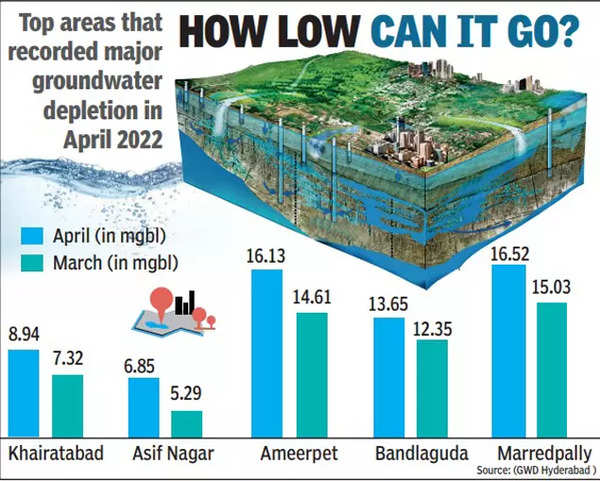 Top areas that
recorded major
groundwater
depletion in
April 2022
HOW LOW CAN IT GO?
April (in mgbl)
March (in mgbl)
8.94
7.32
6.85
5.29
16.13
14.61
13.65
12.35
16.52
15.03
Khairatabad
Asif Nagar
Ameerpet
Bandlaguda
Marredpally
Source: (GWD Hyderabad )